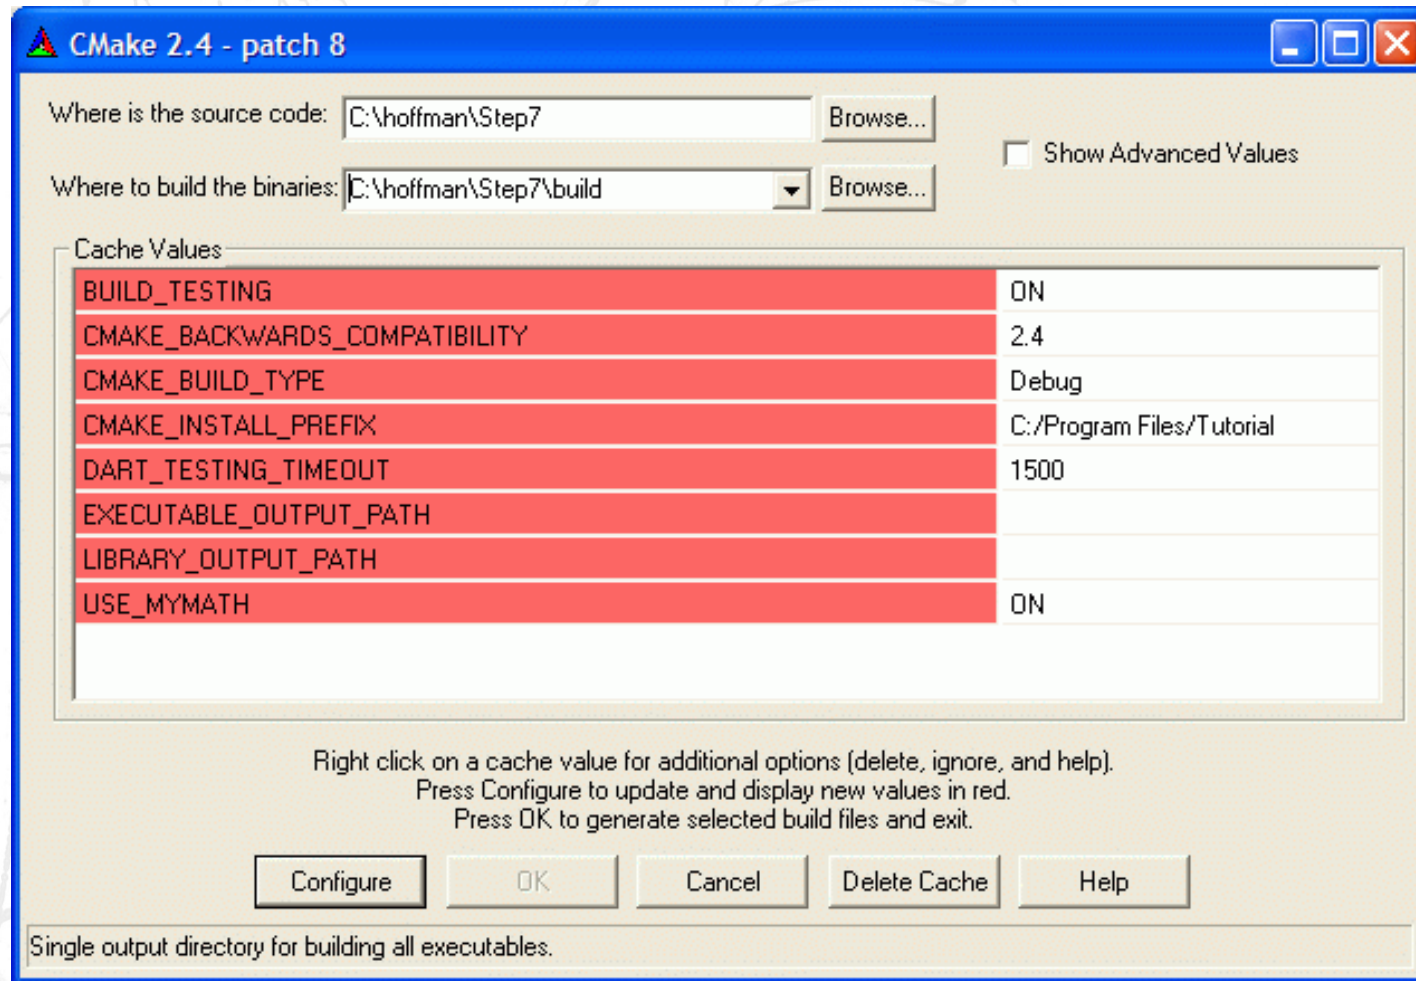 CMake 2.4 - patch 8
Where is the source code: C:\hoffman\Step7 Browse...
Show Advanced Values
Where to build the binaries: C:\hoffman\Step7\build Browse...
Cache Values
BUILD_TESTING ON
CMAKE_BACKWARDS_COMPATIBILITY 2.4
CMAKE_BUILD_TYPE Debug
CMAKE_INSTALL_PREFIX C:/Program Files/Tutorial
DART_TESTING_TIMEOUT 1500
EXECUTABLE_OUTPUT_PATH
LIBRARY_OUTPUT_PATH
USE_MYMATH ON
Right click on a cache value for additional options (delete, ignore, and help).
Press Configure to update and display new values in red.
Press OK to generate selected build files and exit.
Configure OK Cancel Delete Cache Help
Single output directory for building all executables.